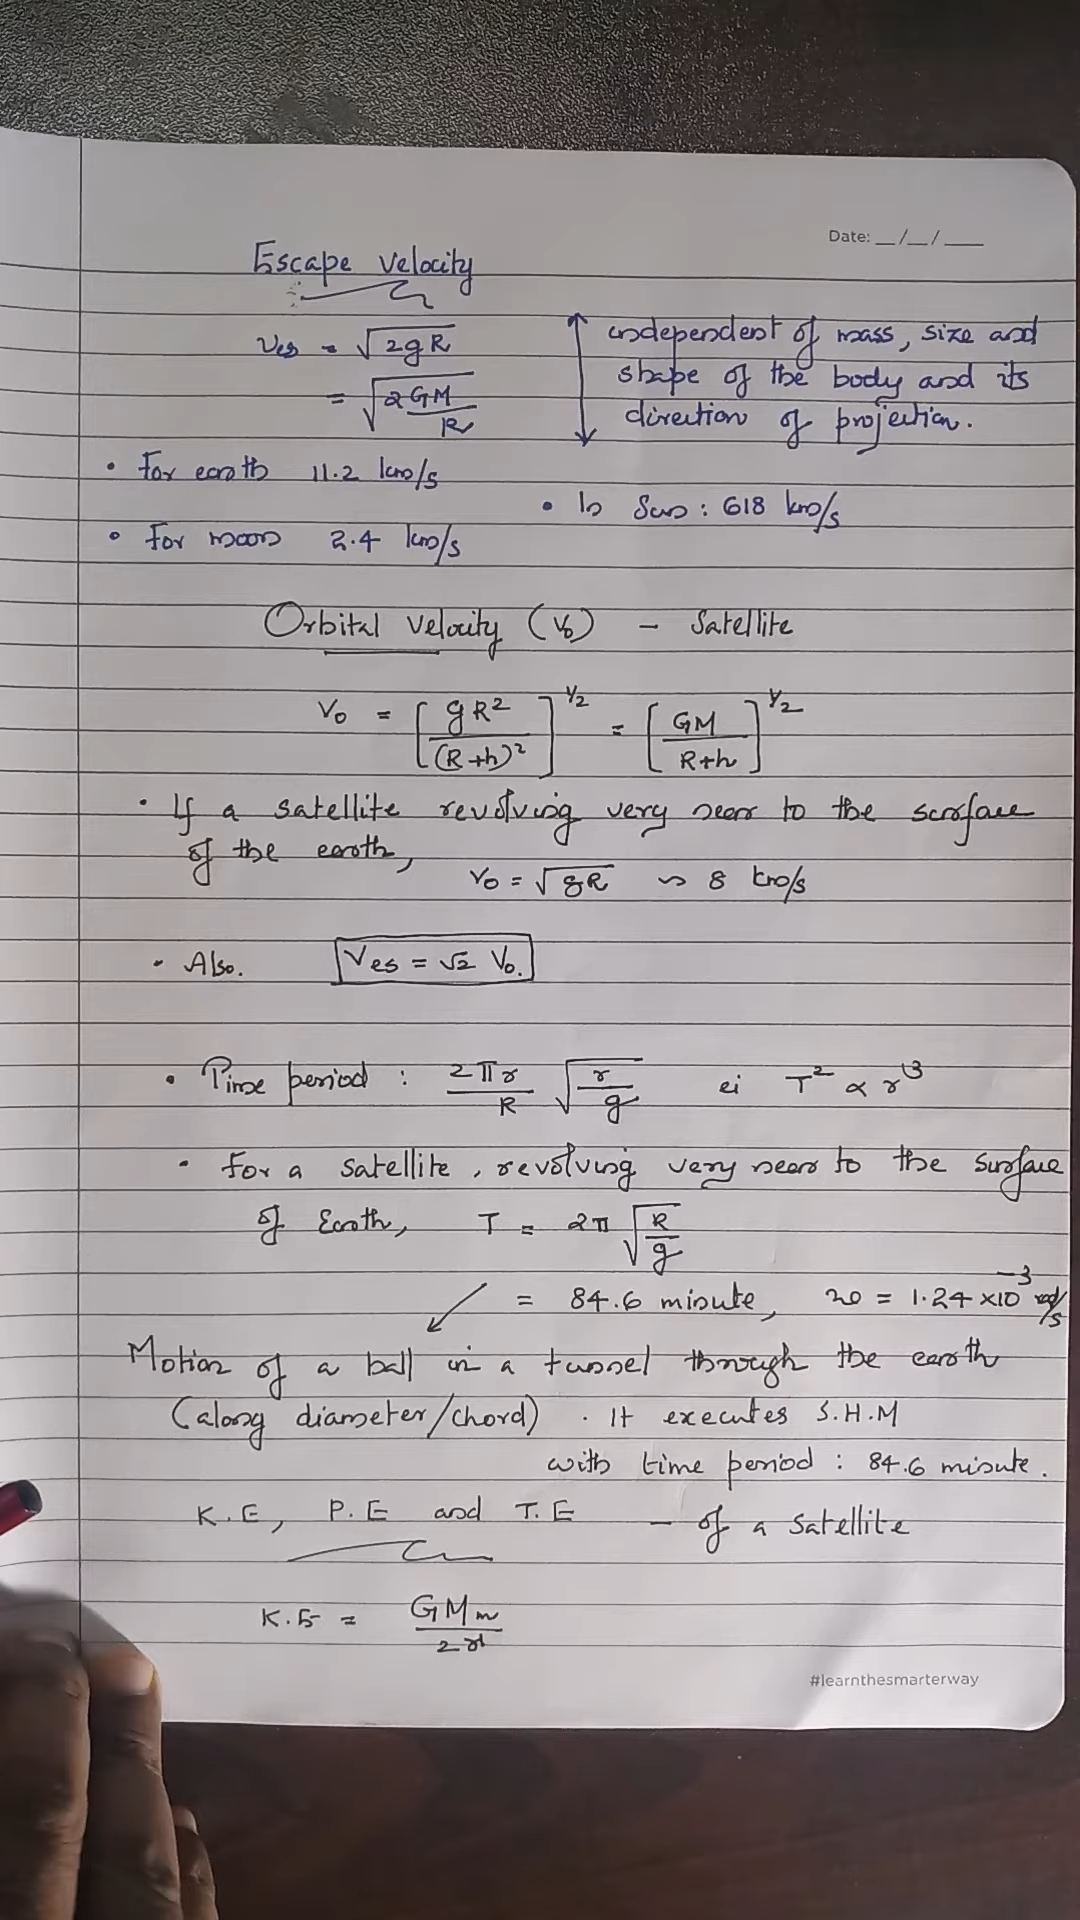 Date: __/__/___
Escape velocity
Ves = √2gR
= √2GM/R
independent of mass, size and
shape of the body and its
direction of projection.
• For earth 11.2 km/s
• In Sun : 618 km/s
• For moon 2.4 km/s
Orbital velocity (V₀) - Satellite
V₀ = [gR²/(R+h)²]^1/2 = [GM/R+h]^1/2
• If a satellite revolving very near to the surface
of the earth,
V₀ = √gR ~ 8 km/s
• Also. Ves = √2 V₀.
• Time period : 2πr/R √r/g ie T² ∝ r³
• For a satellite, revolving very near to the surface
of Earth, T = 2π √R/g
= 84.6 minute, ω = 1.24 ×10⁻³ rad/s
Motion of a ball in a tunnel through the earth
(along diameter/chord) . It executes S.H.M
with time period : 84.6 minute.
K.E, P.E and T.E - of a satellite
K.E = GMm/2r
#learnthesmarterway